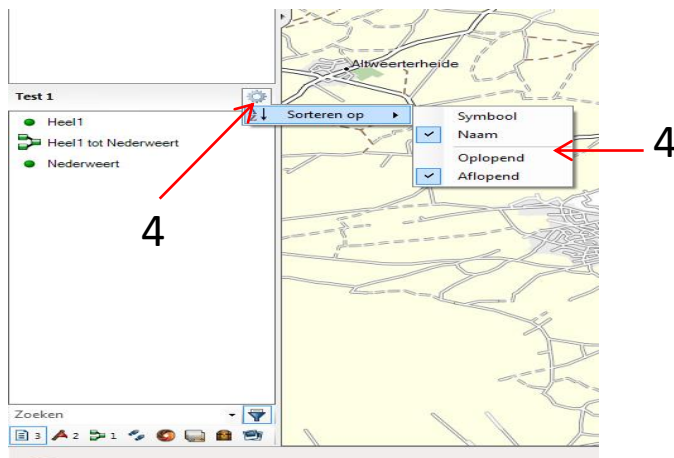 Altweerterheide
Test 1
Sorteren op
Symbool
Heel1
Naam
Heel1 tot Nederweert
Oplopend
4
Nederweert
Aflopend
4
Zoeken
3 2 1